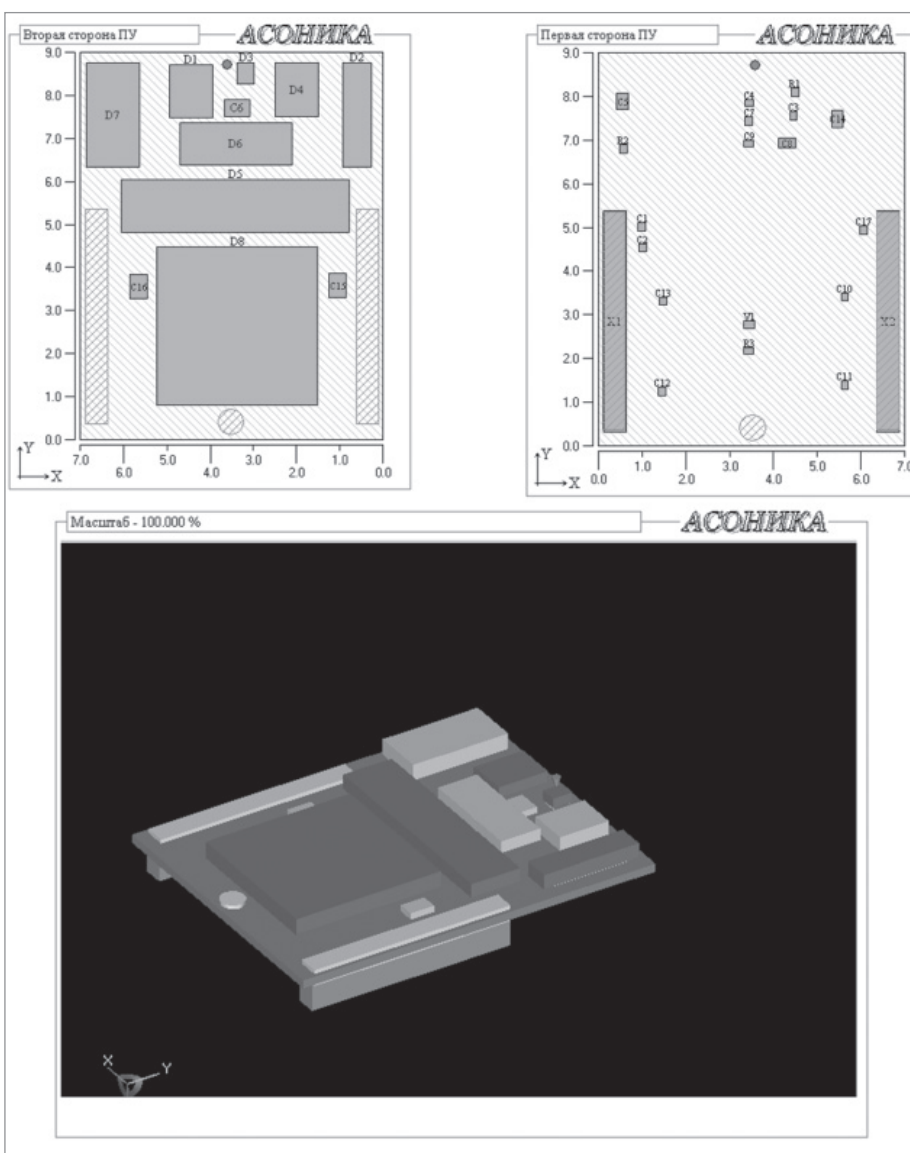 Вторая сторона ПУ
АСОНИКА
9.0
8.0
7.0
6.0
5.0
4.0
3.0
2.0
1.0
0.0
D1
D3
D2
D7
D4
C6
D6
D5
D8
C16
C15
Y
X
7.0
6.0
5.0
4.0
3.0
2.0
1.0
0.0
Первая сторона ПУ
АСОНИКА
9.0
8.0
7.0
6.0
5.0
4.0
3.0
2.0
1.0
0.0
R1
C5
C4
C7
C3
C14
R2
C9
C8
C1
C2
C17
C13
C10
X1
V1
X2
R3
C12
C11
Y
X
0.0
1.0
2.0
3.0
4.0
5.0
6.0
7.0
Масштаб - 100.000 %
АСОНИКА
X
Y